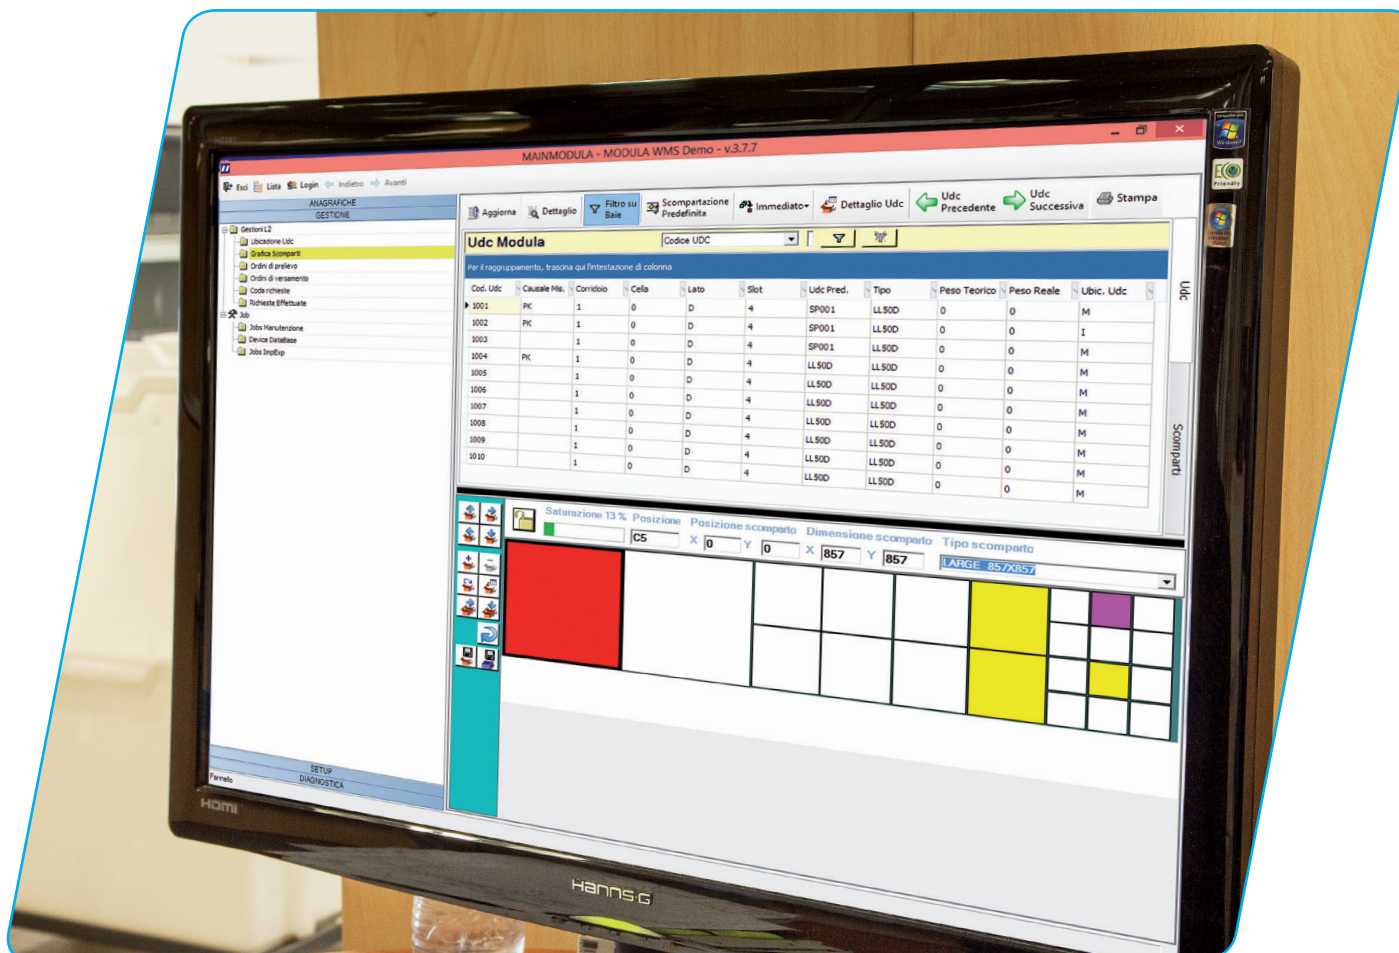 MAINMODULA - MODULA WMS Demo - v.3.7.7
Esci Lista Login Indietro Avanti
ANAGRAFICHE
GESTIONE
Gestioni L2
Ubicazione Udc
Grafica Scomparti
Ordini di prelievo
Ordini di versamento
Coda richieste
Richieste Effettuate
Job
Jobs Manutenzione
Device DataBase
Jobs ImpExp
SETUP
DIAGNOSTICA
Pannello
Aggiorna Dettaglio Filtro su Baie Scompartazione Predefinita Immediato Dettaglio Udc Udc Precedente Udc Successiva Stampa
Udc Modula Codice UDC
Per il raggruppamento, trascina qui l'intestazione di colonna
Cod. Udc Causale Mis. Corridoio Cella Lato Slot Udc Pred. Tipo Peso Teorico Peso Reale Ubic. Udc
1001 PK 1 0 D 4 SP001 LL50D 0 0 M
1002 PK 1 0 D 4 SP001 LL50D 0 0 I
1003 1 0 D 4 SP001 LL50D 0 0 M
1004 PK 1 0 D 4 LL50D LL50D 0 0 M
1005 1 0 D 4 LL50D LL50D 0 0 M
1006 1 0 D 4 LL50D LL50D 0 0 M
1007 1 0 D 4 LL50D LL50D 0 0 M
1008 1 0 D 4 LL50D LL50D 0 0 M
1009 1 0 D 4 LL50D LL50D 0 0 M
1010 1 0 D 4 LL50D LL50D 0 0 M
Udc
Scomparti
Saturazione 13 % Posizione Posizione scomparto Dimensione scomparto Tipo scomparto
C5 X 0 Y 0 X 857 Y 857 LARGE 857X857
HDMI
Hanns·G
ECO
Friendly